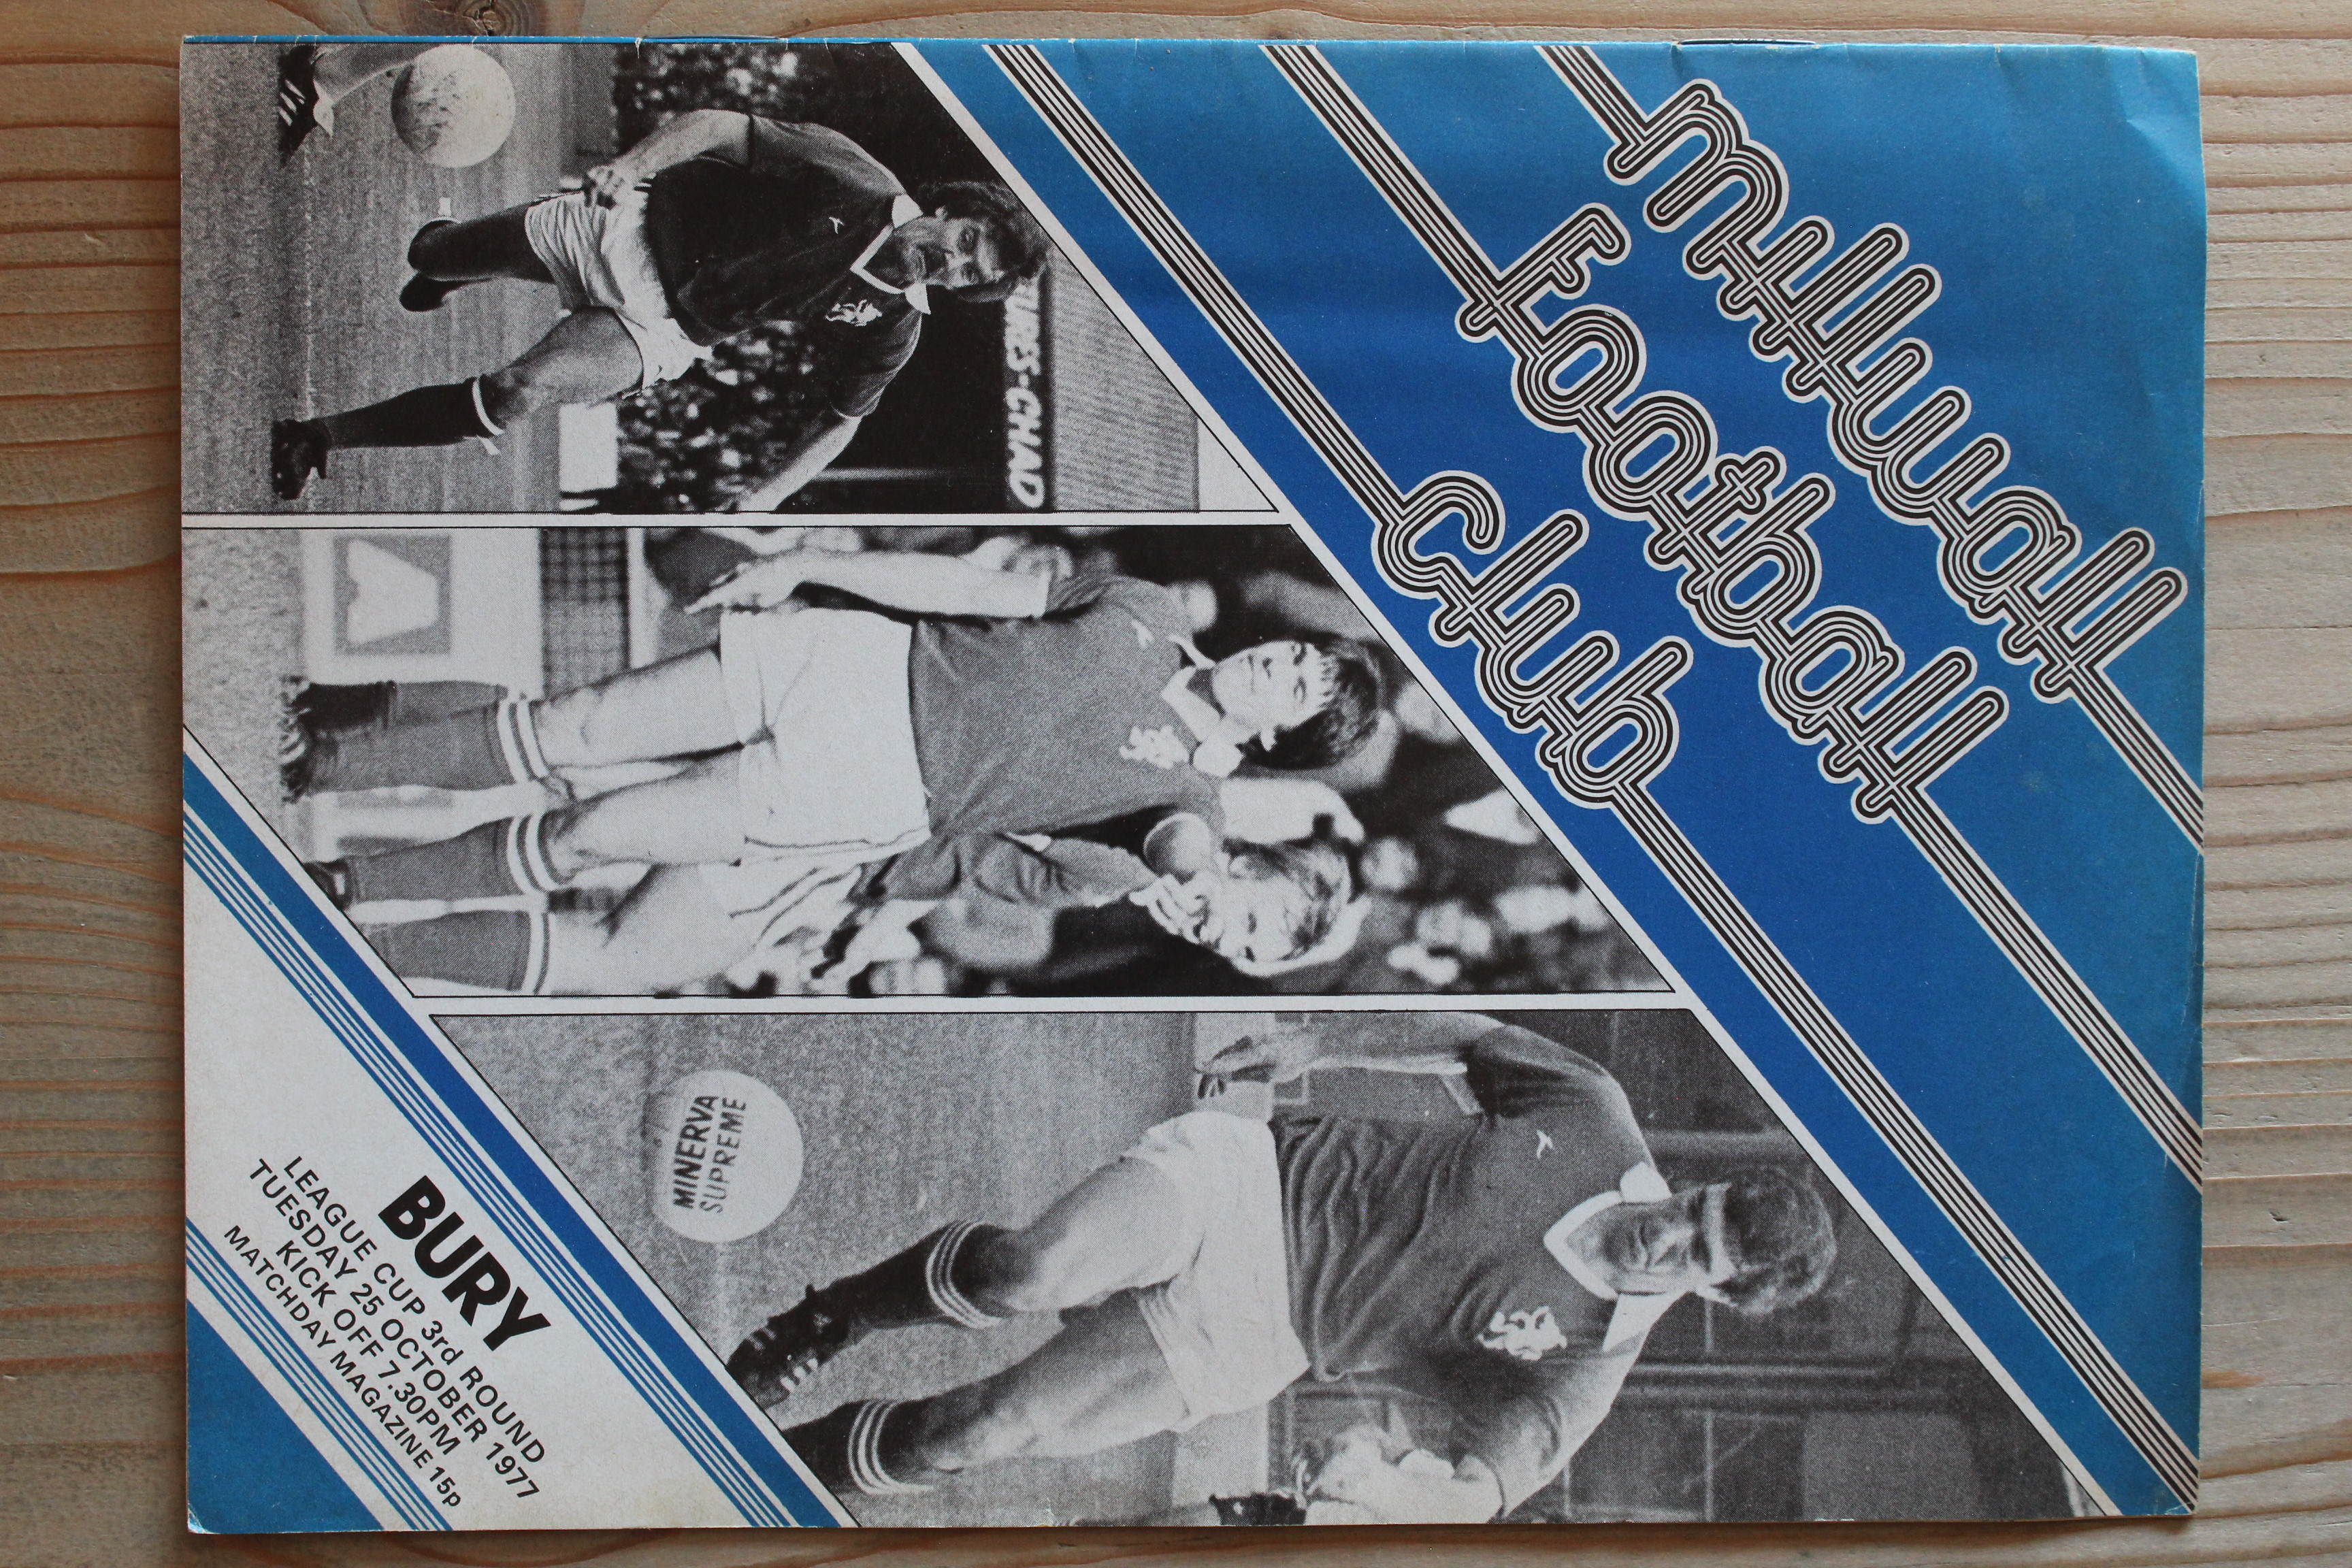 millwall
Football
club
URES-CHAD
MINERVA
SUPREME
BURY
LEAGUE CUP 3rd ROUND
TUESDAY 25 OCTOBER 1977
KICK OFF 7.30PM
MATCHDAY MAGAZINE 15p